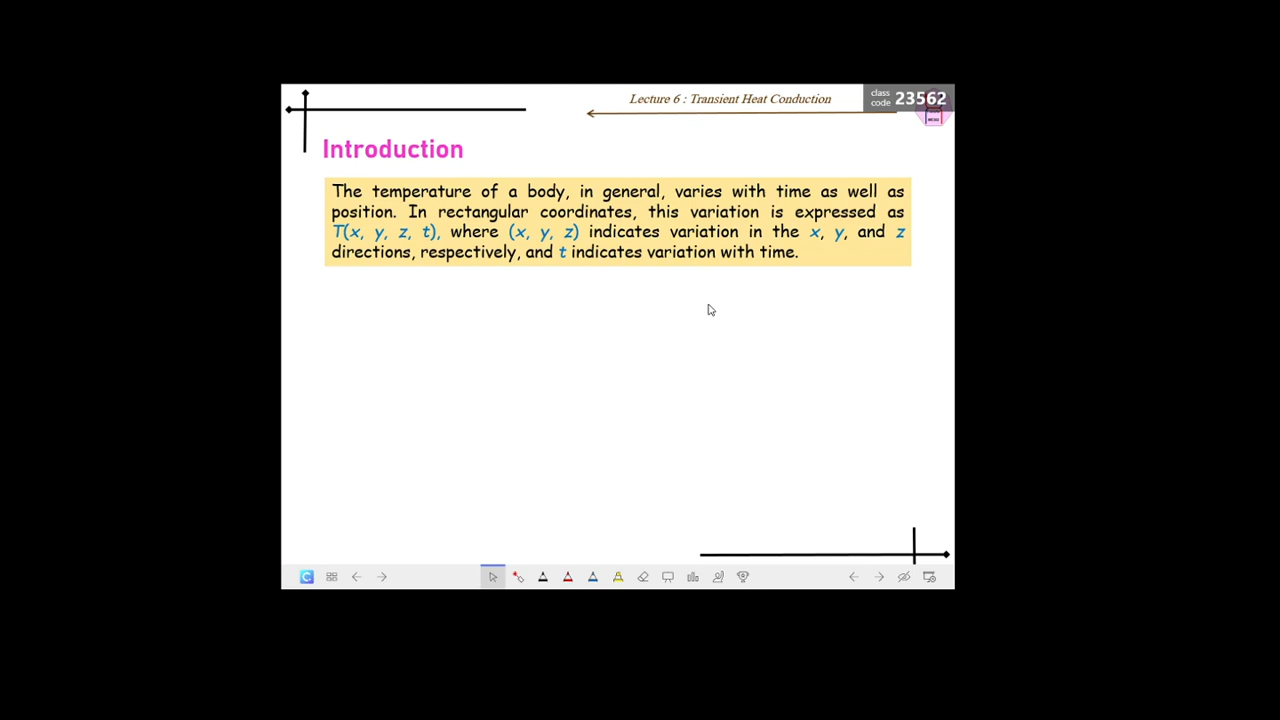 Lecture 6 : Transient Heat Conduction
class
code 23562
Introduction
The temperature of a body, in general, varies with time as well as
position. In rectangular coordinates, this variation is expressed as
T(x, y, z, t), where (x, y, z) indicates variation in the x, y, and z
directions, respectively, and t indicates variation with time.